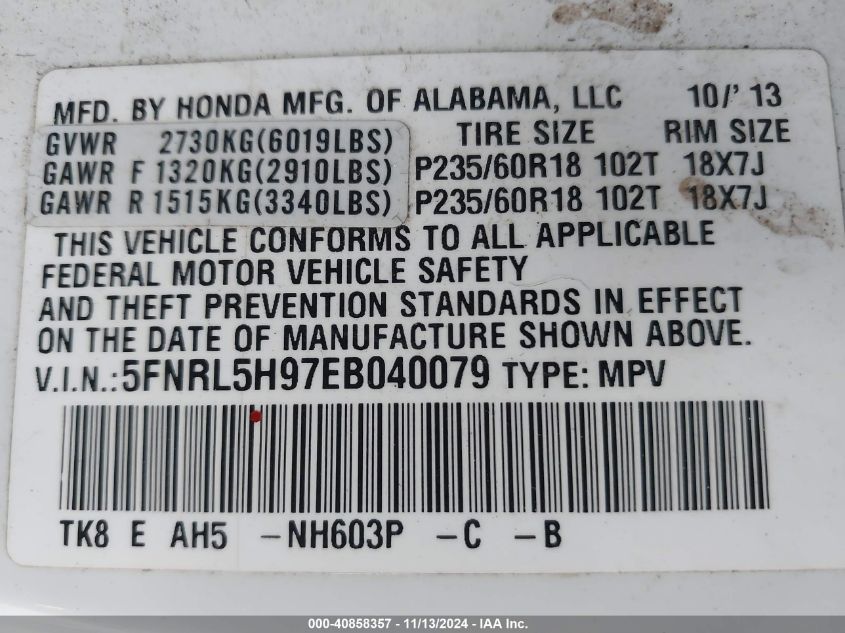 MFD. BY HONDA MFG. OF ALABAMA, LLC 10/' 13
GVWR 2730KG(6019LBS) TIRE SIZE RIM SIZE
GAWR F 1320KG(2910LBS) P235/60R18 102T 18X7J
GAWR R 1515KG(3340LBS) P235/60R18 102T 18X7J
THIS VEHICLE CONFORMS TO ALL APPLICABLE
FEDERAL MOTOR VEHICLE SAFETY
AND THEFT PREVENTION STANDARDS IN EFFECT
ON THE DATE OF MANUFACTURE SHOWN ABOVE.
V.I.N.:5FNRL5H97EB040079 TYPE: MPV
TK8 E AH5 -NH603P -C -B
000-40858357 - 11/13/2024 - IAA Inc.